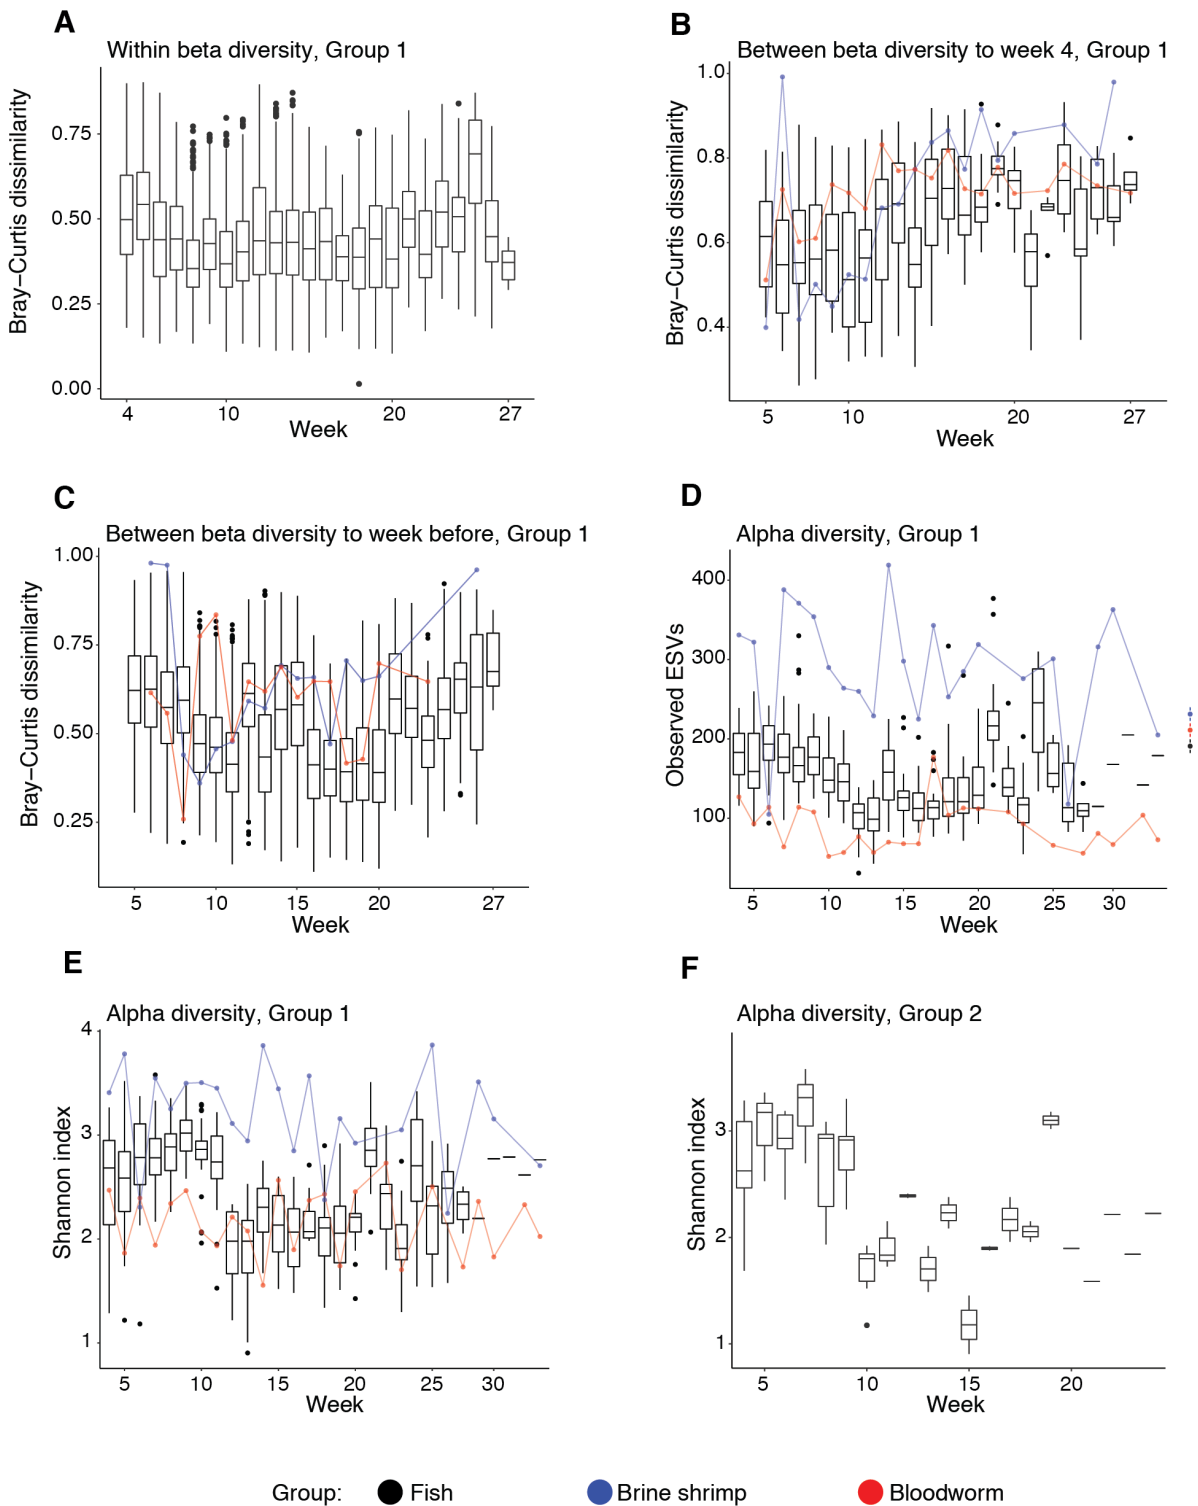 A
Within beta diversity, Group 1
Bray–Curtis dissimilarity
0.75
0.50
0.25
0.00
4 10 20 27
Week
B
Between beta diversity to week 4, Group 1
Bray–Curtis dissimilarity
1.0
0.8
0.6
0.4
5 10 20 27
Week
C
Between beta diversity to week before, Group 1
Bray–Curtis dissimilarity
1.00
0.75
0.50
0.25
5 10 15 20 27
Week
D
Alpha diversity, Group 1
Observed ESVs
400
300
200
100
5 10 15 20 25 30
Week
E
Alpha diversity, Group 1
Shannon index
4
3
2
1
5 10 15 20 25 30
Week
F
Alpha diversity, Group 2
Shannon index
3
2
1
5 10 15 20
Week
Group: Fish Brine shrimp Bloodworm